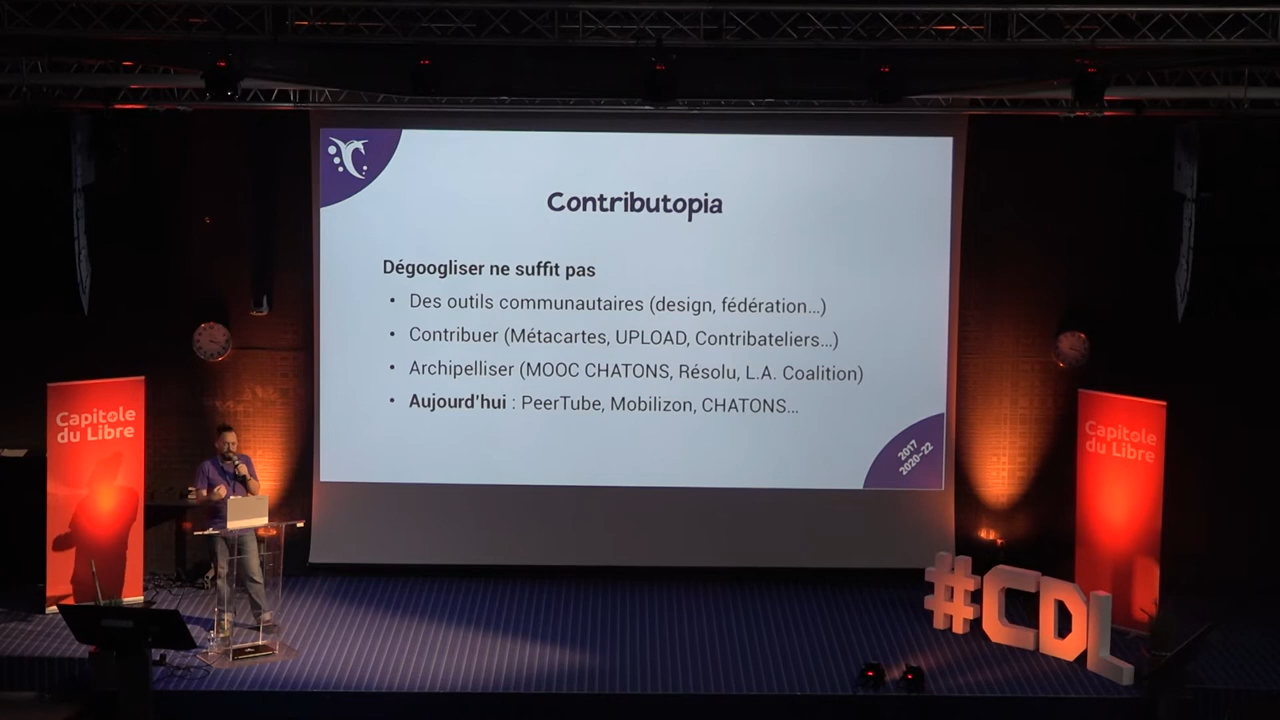 Contributopia
Dégoogliser ne suffit pas
• Des outils communautaires (design, fédération...)
• Contribuer (Métacartes, UPLOAD, Contribateliers...)
• Archipelliser (MOOC CHATONS, Résolu, L.A. Coalition)
• Aujourd'hui : PeerTube, Mobilizon, CHATONS...
2017
2020-22
Capitole
du Libre
Capitole
du Libre
#CDL